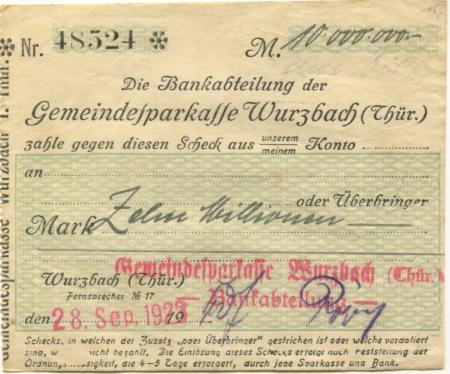 Nr. 48524 * M. 10.000.000.-
Die Bankabteilung der
Gemeindesparkasse Wurzbach (Thür.)
zahle gegen diesen Scheck aus unserem meinem Konto
an
oder Überbringer
Mark Zehn Millionen
Gemeindesparkasse Wurzbach (Thür.)
Wurzbach (Thür.)
Fernsprecher № 17
— Bankabteilung —
den 28. Sep. 1923 19
Schecks, in welchen der Zusatz „oder Überbringer" gestrichen ist oder welche vordatiert
sind, w nicht bezahlt. Die Einlösung dieses Schecks erfolgt nach Feststellung der
Ordnungsmässigkeit, die 4–5 Tage erfordert, durch jene Sparkasse und Bank.
Gemeindesparkasse Wurzbach i. Thür.